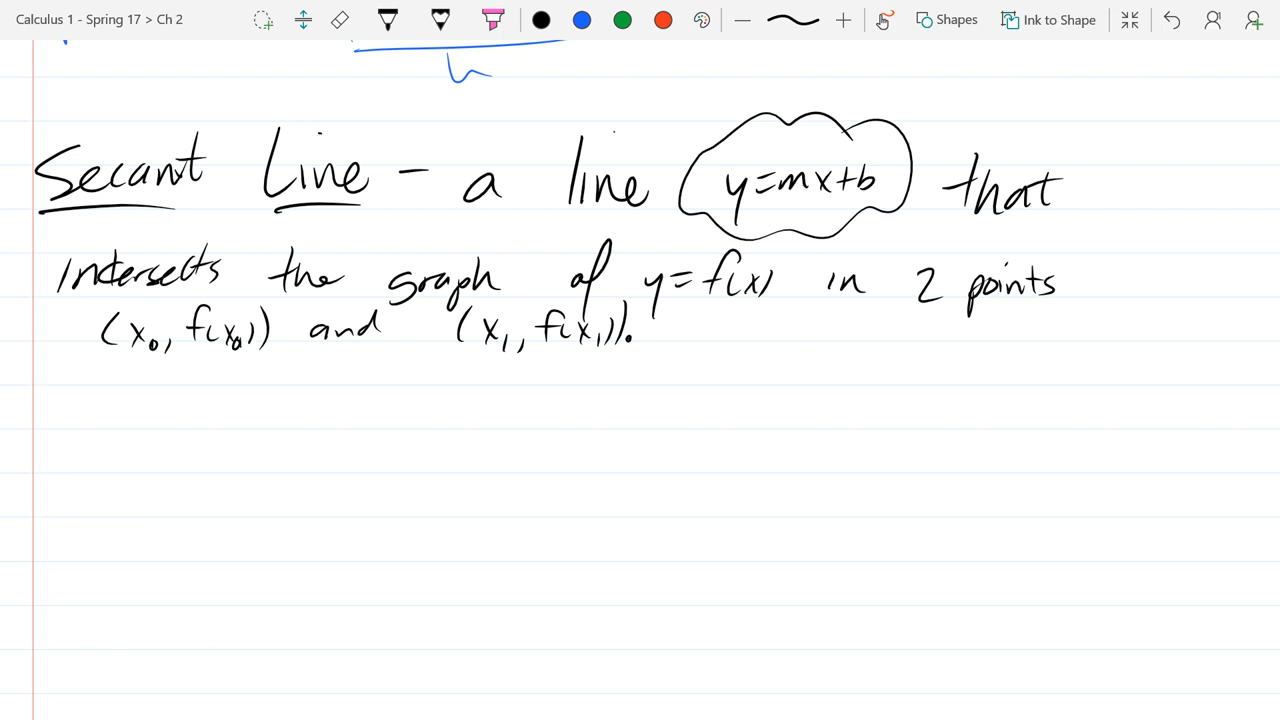 Calculus 1 - Spring 17 > Ch 2
Shapes
Ink to Shape
h
Secant Line - a line (y=mx+b) that
intersects the graph of y=f(x) in 2 points
(x₀, f(x₀)) and (x₁, f(x₁)).